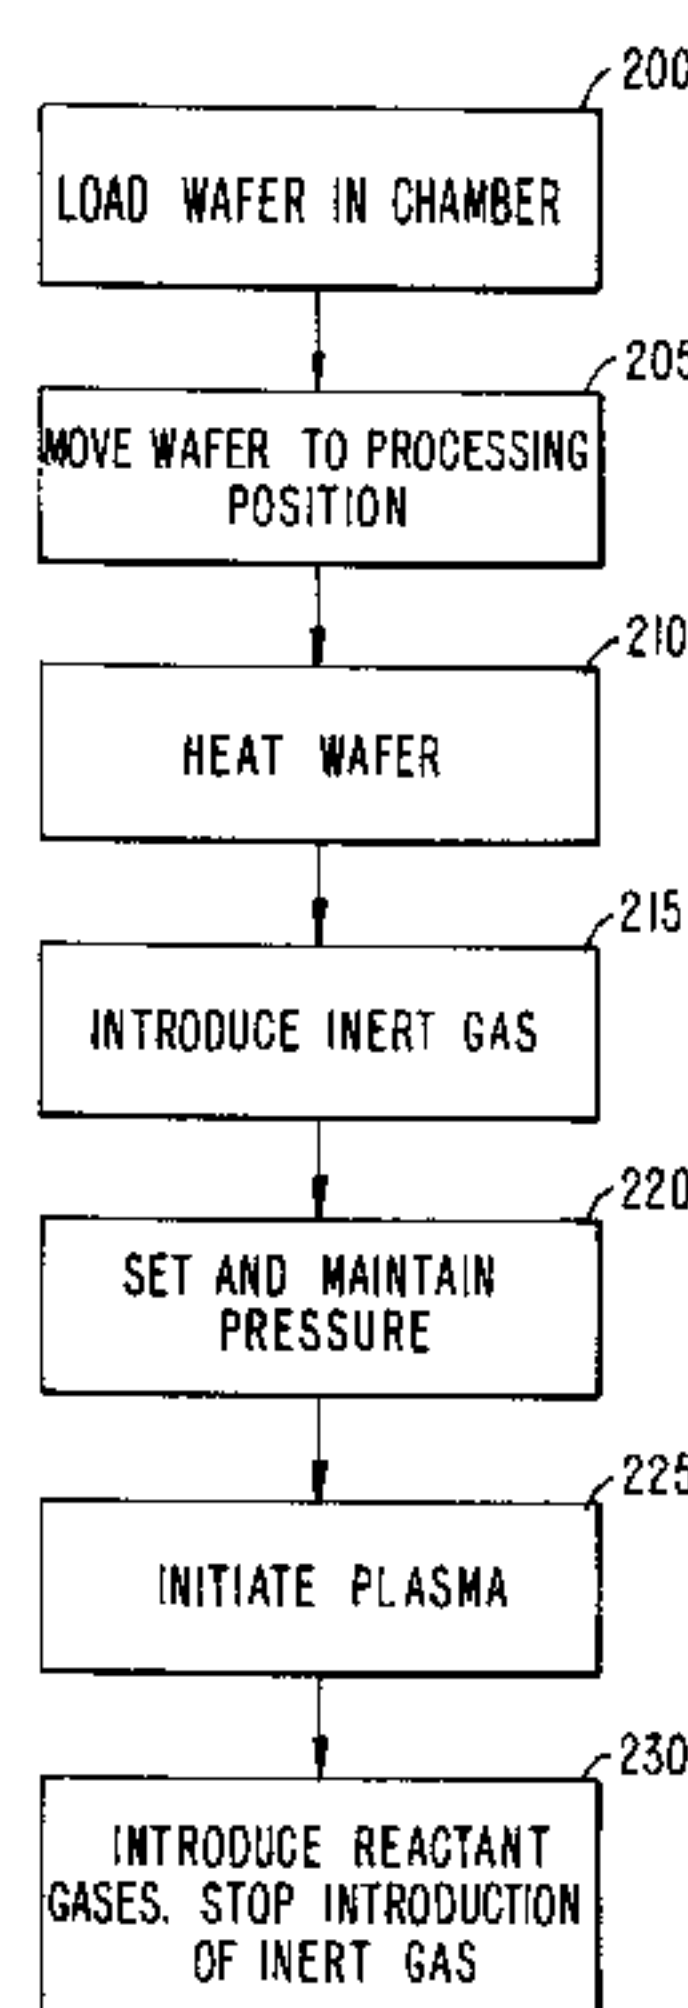 200
LOAD WAFER IN CHAMBER
205
MOVE WAFER TO PROCESSING
POSITION
210
HEAT WAFER
215
INTRODUCE INERT GAS
220
SET AND MAINTAIN
PRESSURE
225
INITIATE PLASMA
230
INTRODUCE REACTANT
GASES. STOP INTRODUCTION
OF INERT GAS